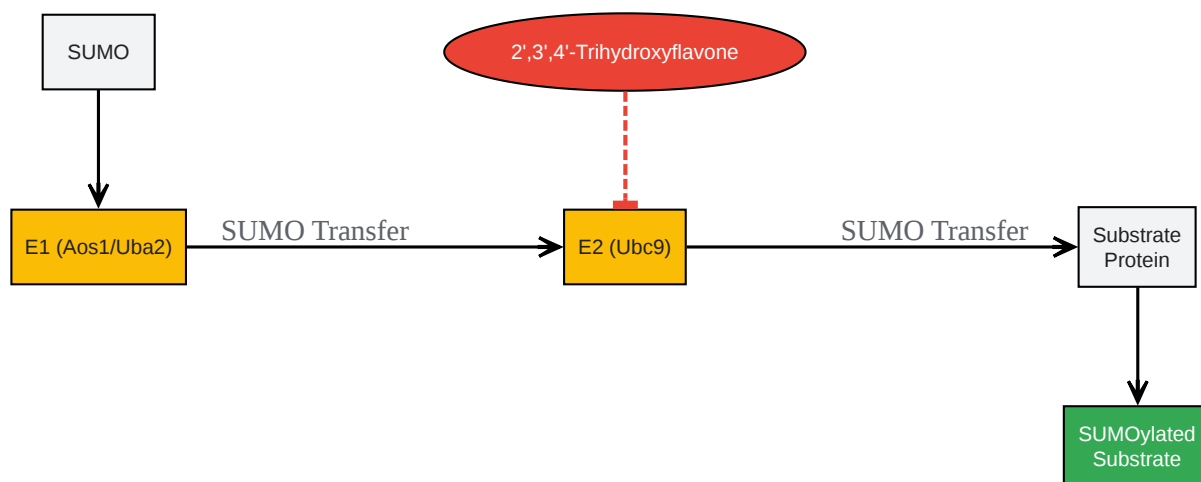 SUMO
2',3',4'-Trihydroxyflavone
E1 (Aos1/Uba2)
SUMO Transfer
E2 (Ubc9)
SUMO Transfer
Substrate
Protein
SUMOylated
Substrate